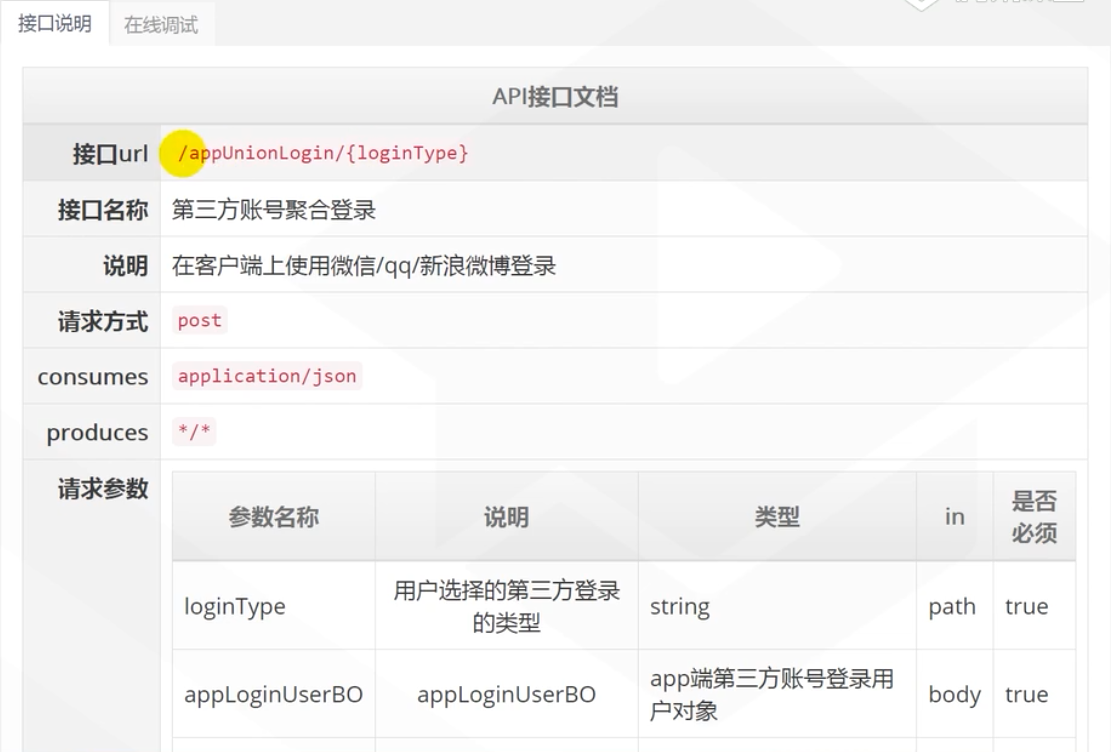 接口说明 在线调试
API接口文档
接口url /appUnionLogin/{loginType}
接口名称 第三方账号聚合登录
说明 在客户端上使用微信/qq/新浪微博登录
请求方式 post
consumes application/json
produces */*
请求参数
参数名称 说明 类型 in 是否
必须
loginType 用户选择的第三方登录
的类型 string path true
appLoginUserBO appLoginUserBO app端第三方账号登录用
户对象 body true